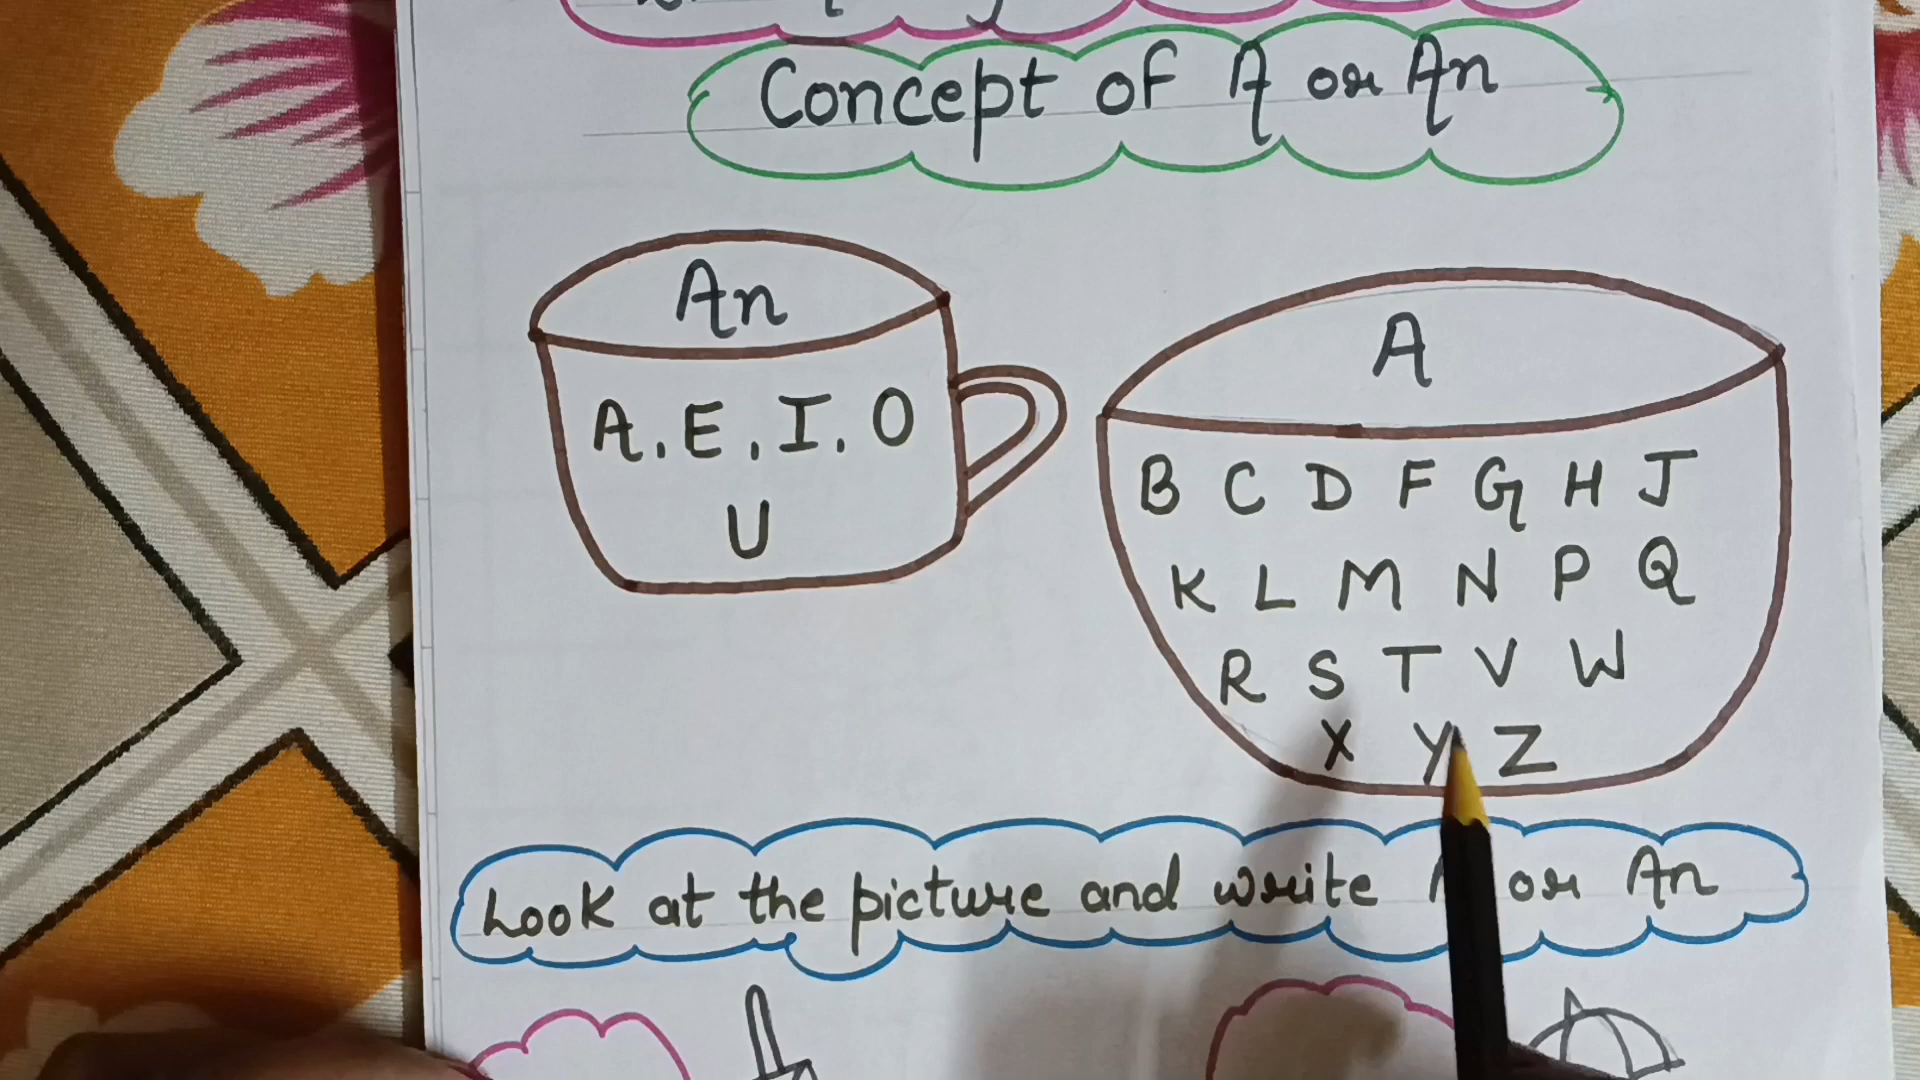 Concept of A or An
An
A. E. I. O
U
A
B C D F G H J
K L M N P Q
R S T V W
X Y Z
Look at the picture and write A or An